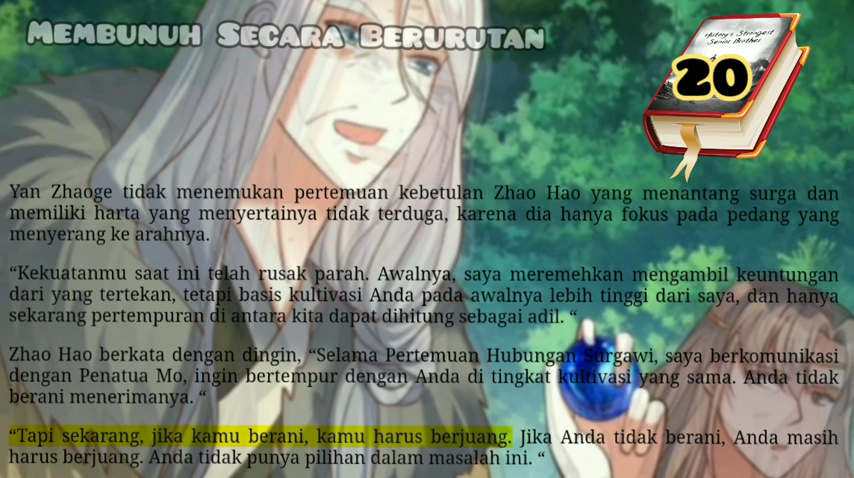 Membunuh Secara Berurutan
History's Strongest
Senior Brother
20
Yan Zhaoge tidak menemukan pertemuan kebetulan Zhao Hao yang menantang surga dan
memiliki harta yang menyertainya tidak terduga, karena dia hanya fokus pada pedang yang
menyerang ke arahnya.
“Kekuatanmu saat ini telah rusak parah. Awalnya, saya meremehkan mengambil keuntungan
dari yang tertekan, tetapi basis kultivasi Anda pada awalnya lebih tinggi dari saya, dan hanya
sekarang pertempuran di antara kita dapat dihitung sebagai adil. “
Zhao Hao berkata dengan dingin, “Selama Pertemuan Hubungan Surgawi, saya berkomunikasi
dengan Penatua Mo, ingin bertempur dengan Anda di tingkat kultivasi yang sama. Anda tidak
berani menerimanya. “
“Tapi sekarang, jika kamu berani, kamu harus berjuang. Jika Anda tidak berani, Anda masih
harus berjuang. Anda tidak punya pilihan dalam masalah ini. “